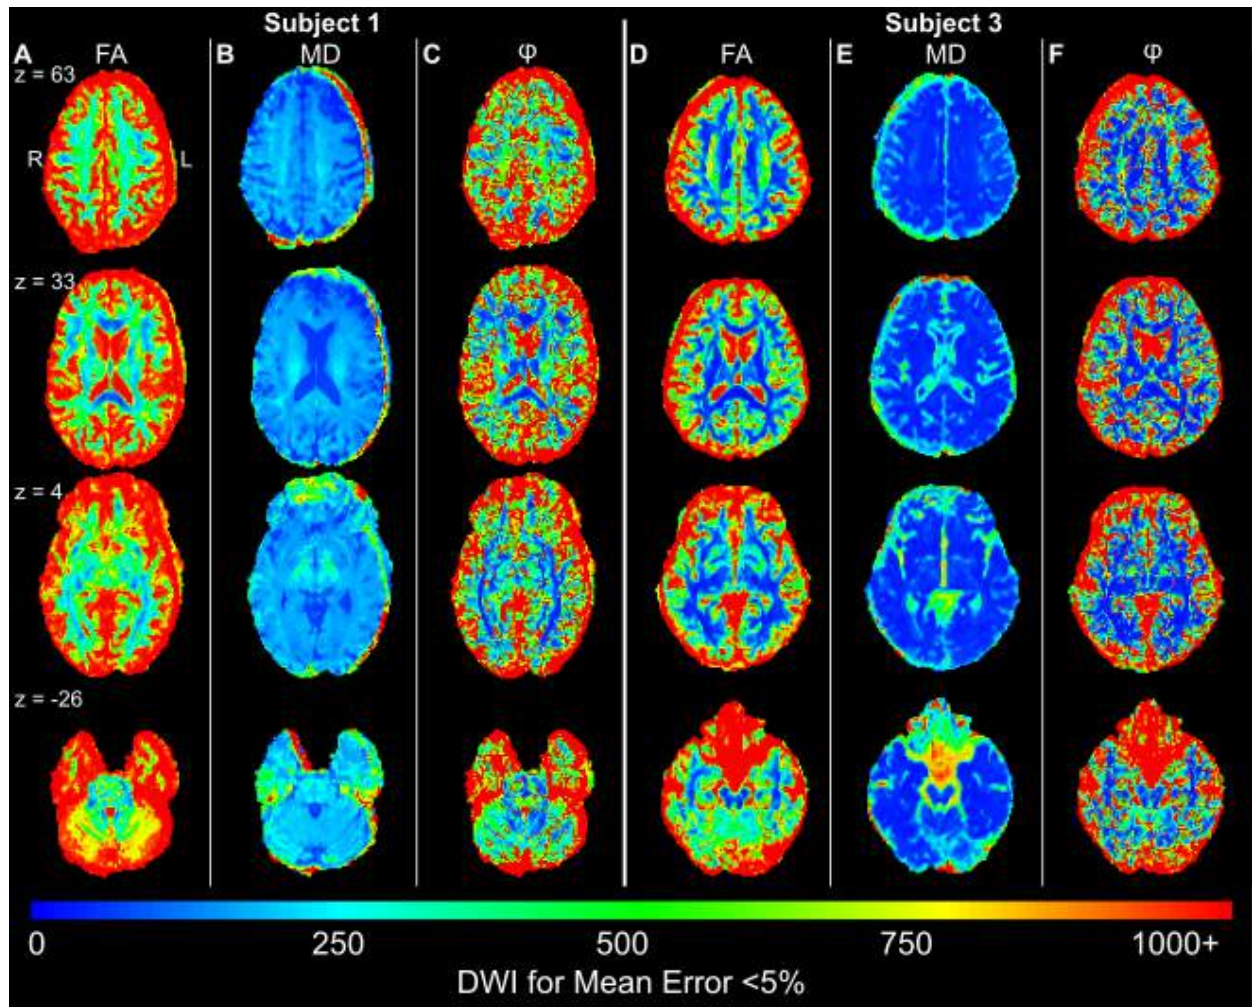 Subject 1 Subject 3
A FA B MD C φ D FA E MD F φ
z = 63
R L
z = 33
z = 4
z = -26
0 250 500 750 1000+
DWI for Mean Error <5%